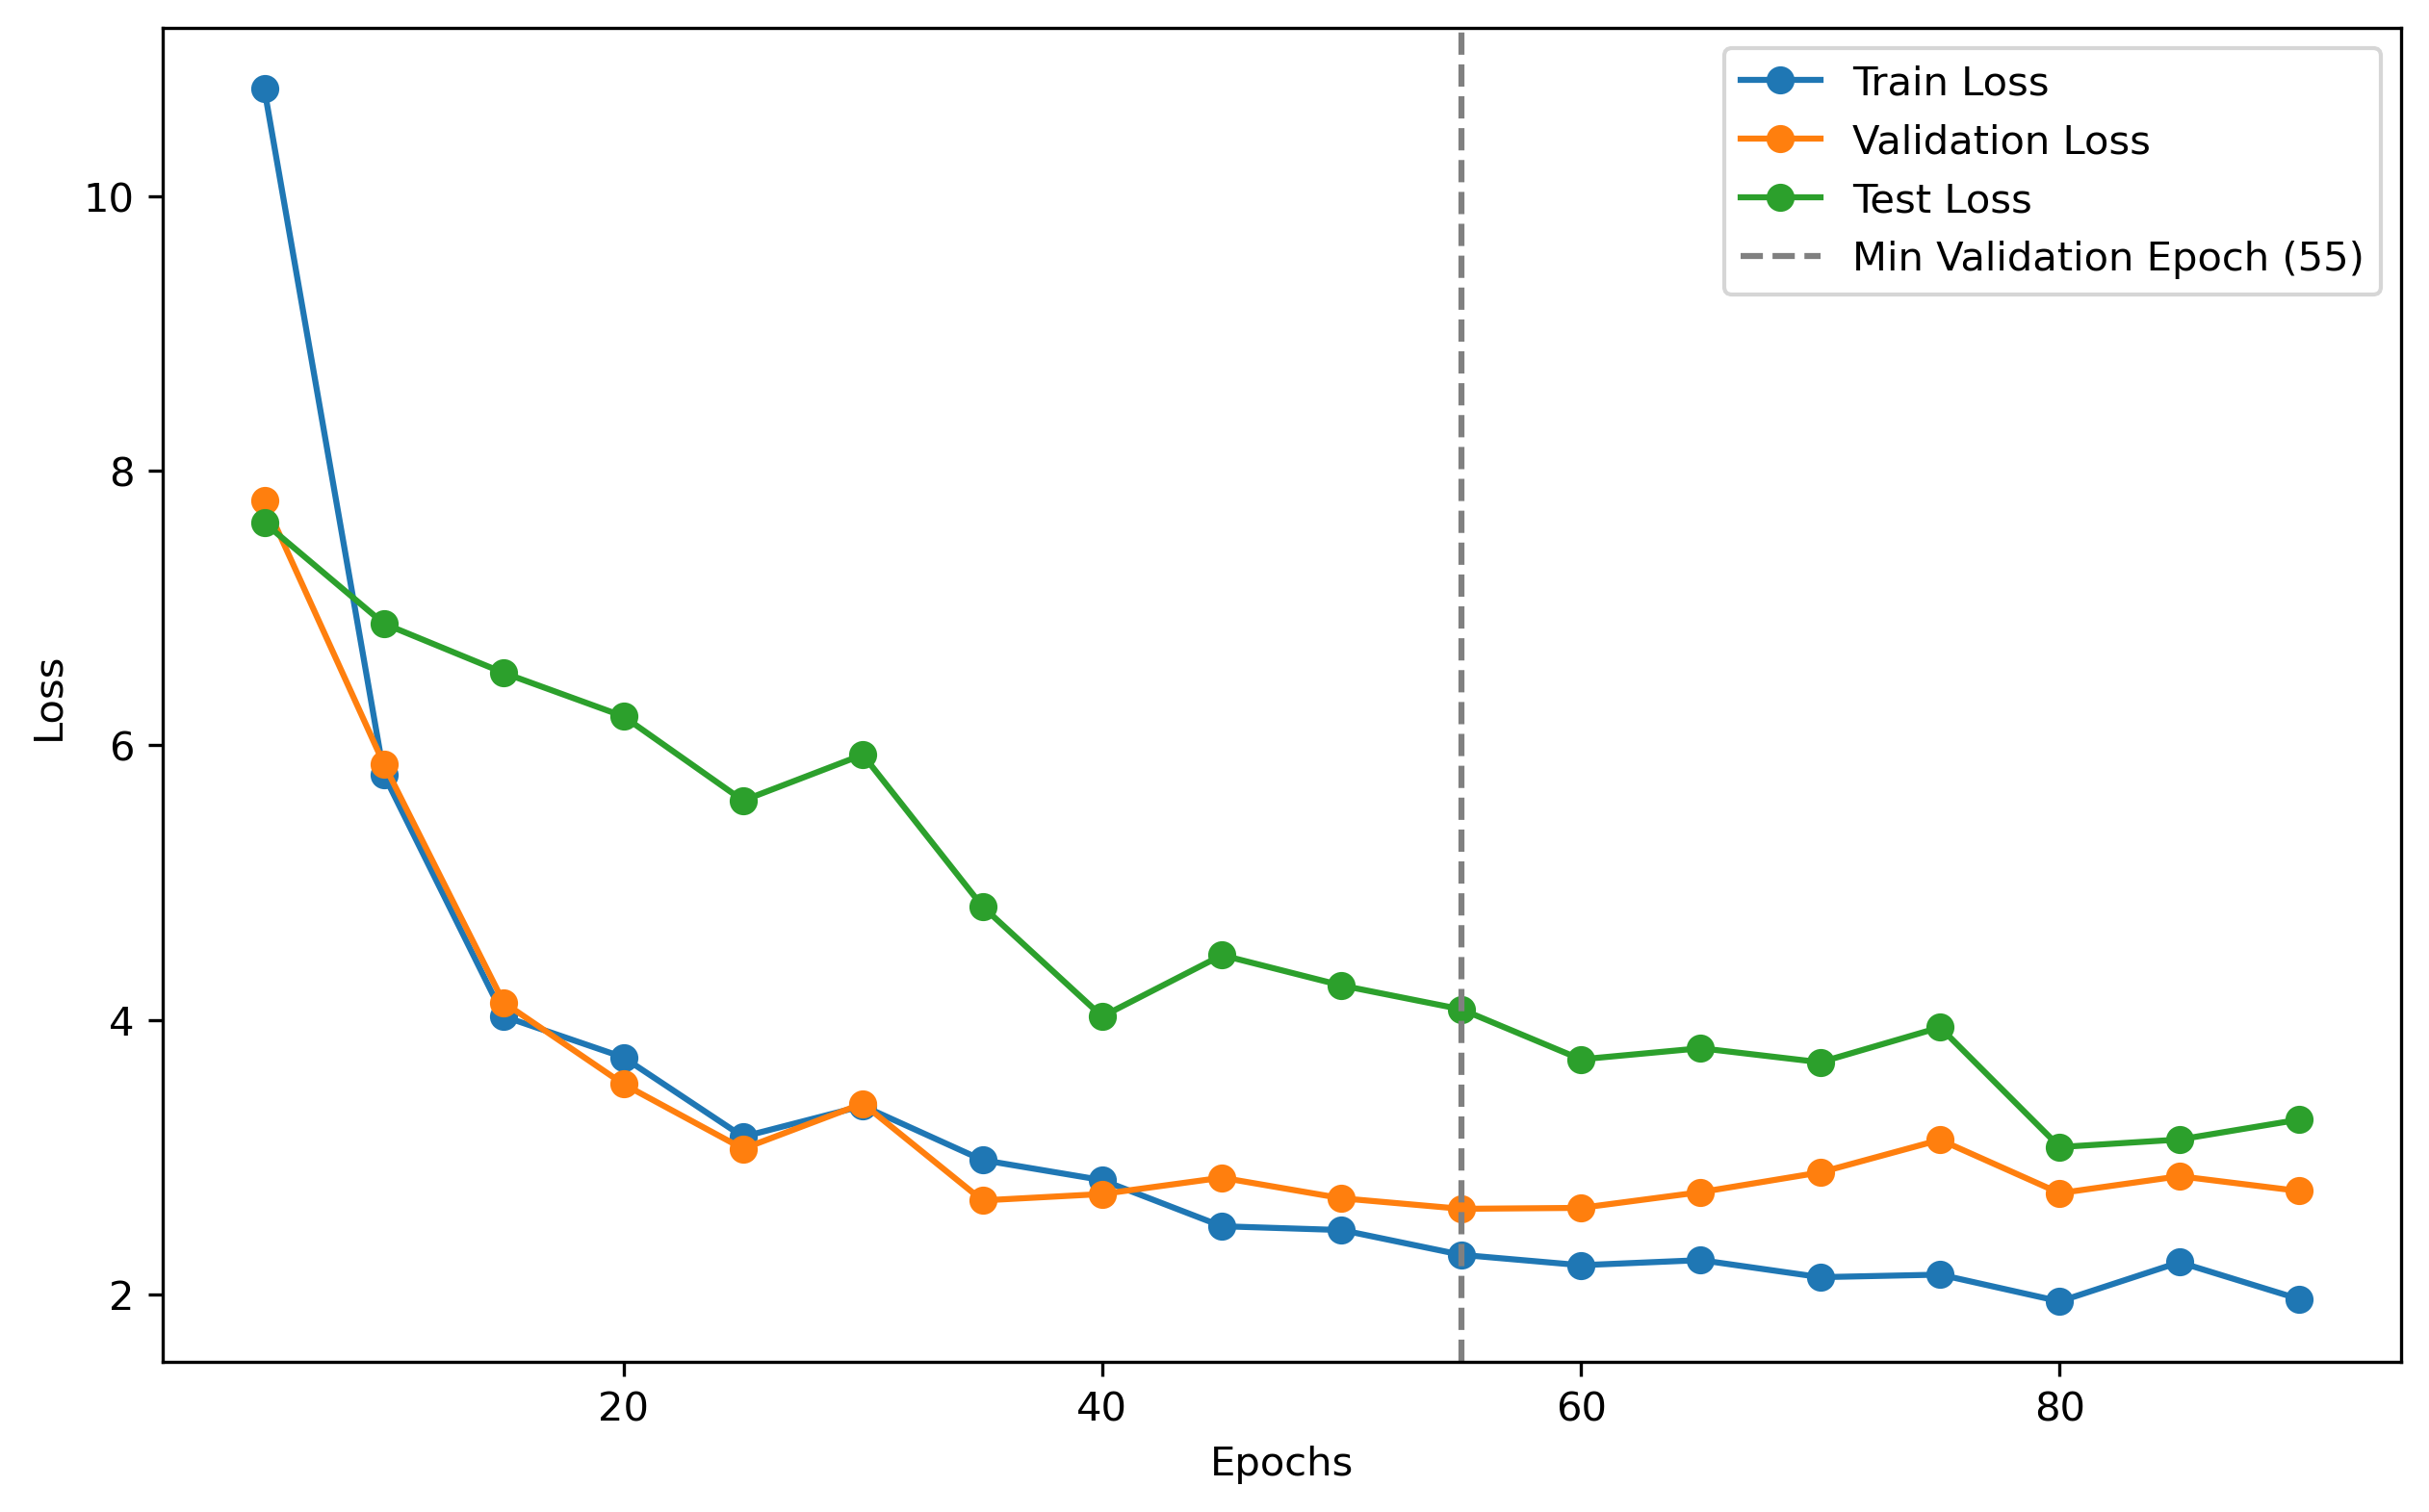 Train Loss
Validation Loss
Test Loss
Min Validation Epoch (55)
10
8
6
4
2
Loss
20 40 60 80
Epochs